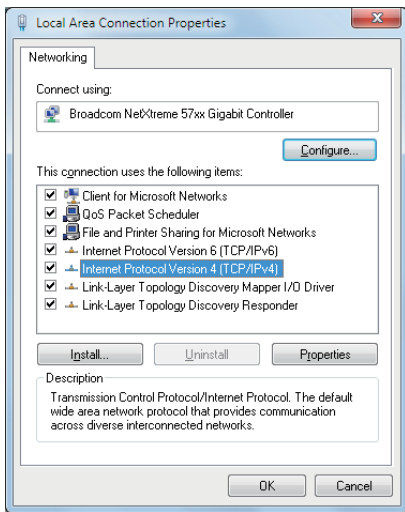 Local Area Connection Properties
Networking
Connect using:
Broadcom NetXtreme 57xx Gigabit Controller
Configure...
This connection uses the following items:
Client for Microsoft Networks
QoS Packet Scheduler
File and Printer Sharing for Microsoft Networks
Internet Protocol Version 6 (TCP/IPv6)
Internet Protocol Version 4 (TCP/IPv4)
Link-Layer Topology Discovery Mapper I/O Driver
Link-Layer Topology Discovery Responder
Install... Uninstall Properties
Description
Transmission Control Protocol/Internet Protocol. The default
wide area network protocol that provides communication
across diverse interconnected networks.
OK Cancel